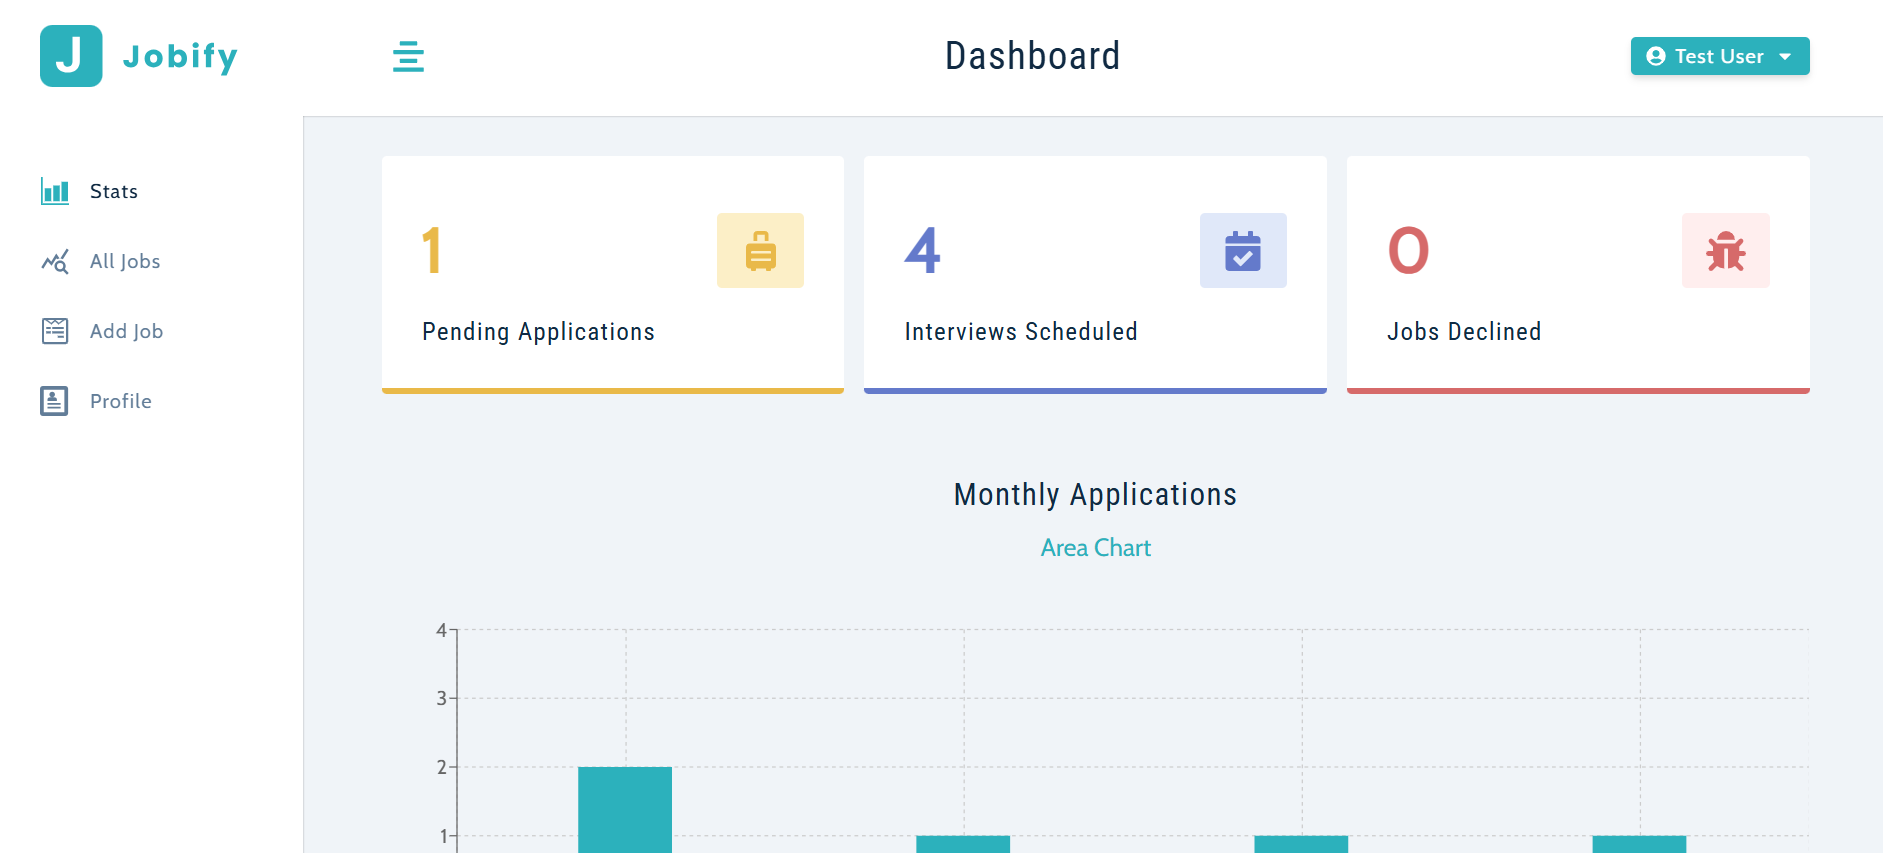 J Jobify
Dashboard
Test User
Stats
All Jobs
Add Job
Profile
1
Pending Applications
4
Interviews Scheduled
0
Jobs Declined
Monthly Applications
Area Chart
4
3
2
1